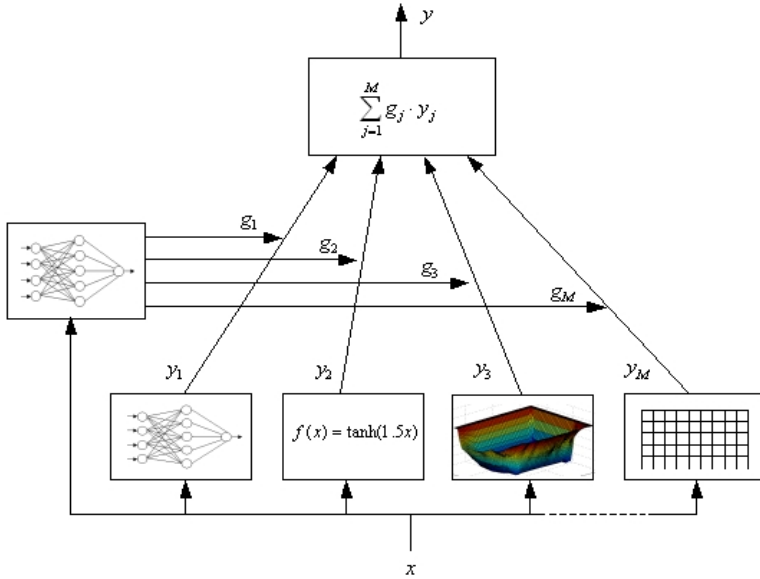 y
M
∑ g_j · y_j
j=1
g_1
g_2
g_3
g_M
y_1
y_2
y_3
y_M
f (x) = tanh(1.5x)
x